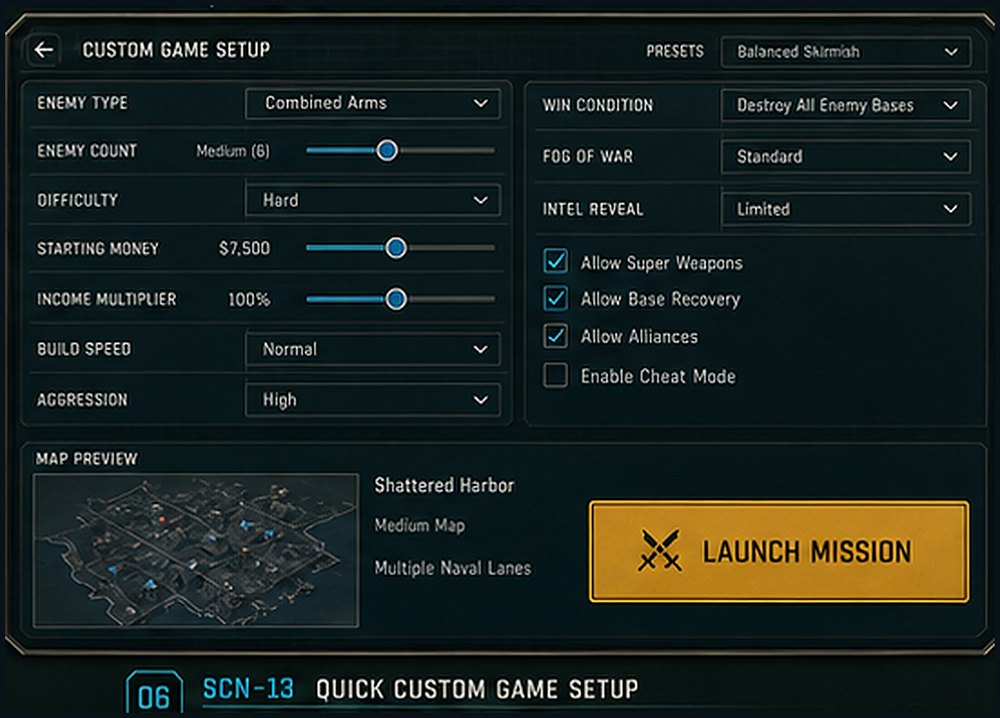 CUSTOM GAME SETUP
PRESETS Balanced Skirmish
ENEMY TYPE Combined Arms
ENEMY COUNT Medium (6)
DIFFICULTY Hard
STARTING MONEY $7,500
INCOME MULTIPLIER 100%
BUILD SPEED Normal
AGGRESSION High
WIN CONDITION Destroy All Enemy Bases
FOG OF WAR Standard
INTEL REVEAL Limited
Allow Super Weapons
Allow Base Recovery
Allow Alliances
Enable Cheat Mode
MAP PREVIEW
Shattered Harbor
Medium Map
Multiple Naval Lanes
LAUNCH MISSION
06 SCN-13 QUICK CUSTOM GAME SETUP